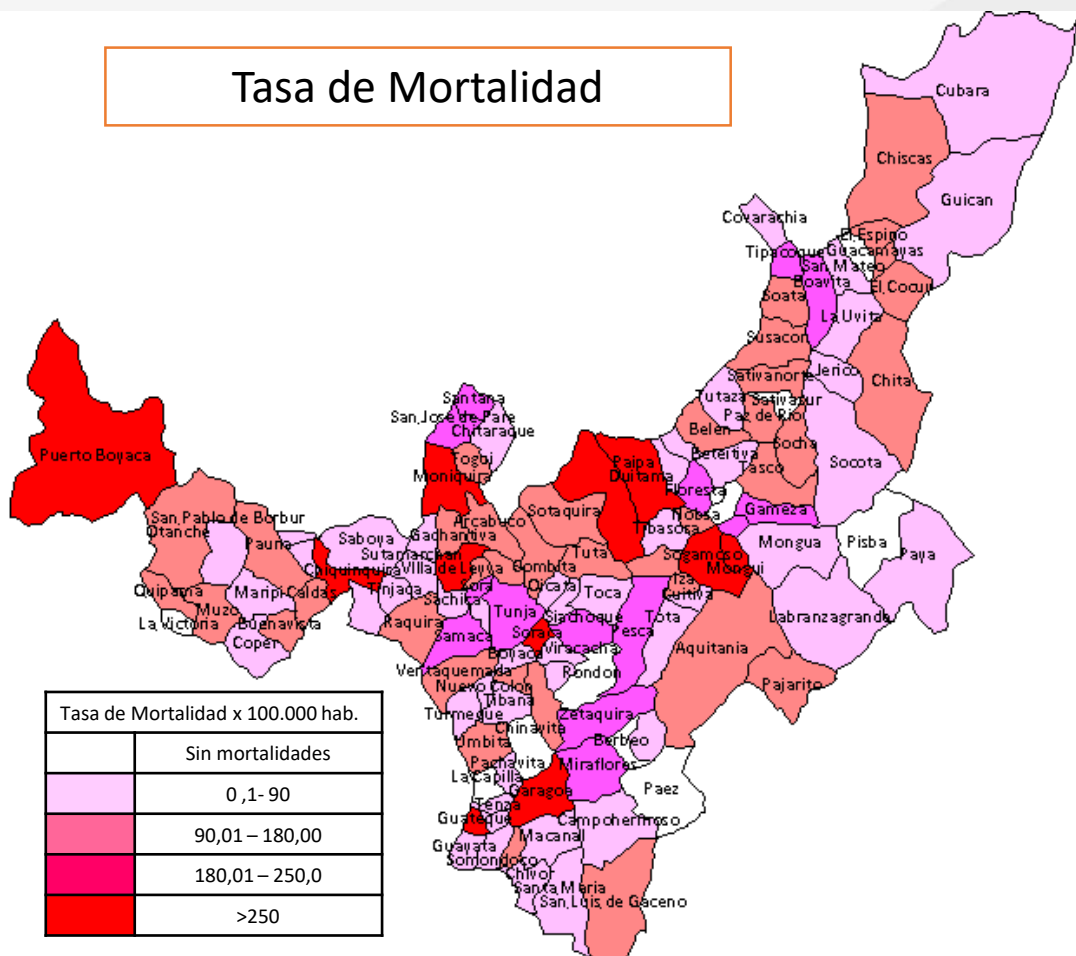 Tasa de Mortalidad
Cubara
Chiscas
Guican
Covarachia
El Espino
Tipacoque
Guacamayas
San Mateo
Boavita
El Cocuy
Soata
La Uvita
Susacon
Jerico
Sativanorte
Chita
Santana
Tutaza
Sativasur
San Jose de Pare
Paz de Rio
Chitaraque
Belen
Socha
Puerto Boyaca
Togui
Paipa
Beteitiva
Tasco
Socota
Moniquira
Duitama
Floresta
San Pablo de Borbur
Sotaquira
Nobsa
Gameza
Otanche
Arcabuco
Tibasosa
Pauna
Saboya
Gachantiva
Mongua
Pisba
Paya
Sutamarchan
Tuta
Sogamoso
Chiquinquira
Villa de Leyva
Combita
Mongui
Quipama
Maripi
Caldas
Tinjaca
Sora
Oicata
Toca
Iza
Cuitiva
Muzo
Sachica
Tunja
Siachoque
Tota
La Victoria
Buenavista
Raquira
Pesca
Labranzagrande
Coper
Samaca
Soraca
Viracacha
Aquitania
Boyaca
Ventaquemada
Rondon
Pajarito
Nuevo Colon
Tibana
Turmeque
Zetaquira
Chinavita
Umbita
Berbeo
Pachavita
Miraflores
La Capilla
Garagoa
Paez
Tenza
Guateque
Campohermoso
Macanal
Guayata
Somondoco
Chivor
Santa Maria
San Luis de Gaceno
Tasa de Mortalidad x 100.000 hab.
Sin mortalidades
0 ,1- 90
90,01 – 180,00
180,01 – 250,0
>250